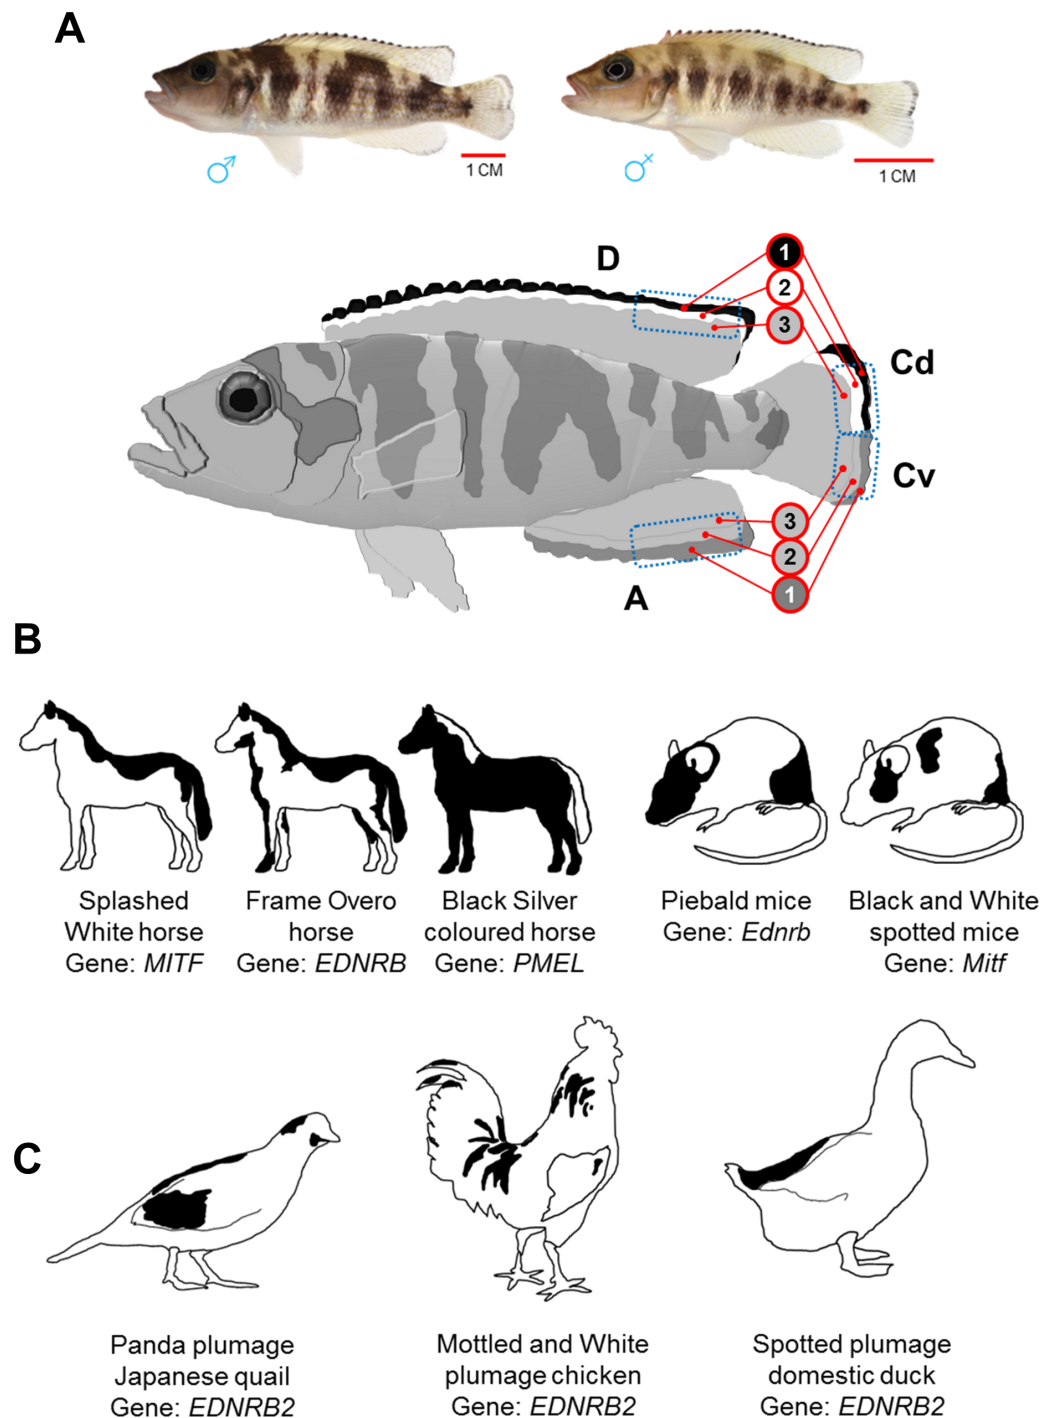 A
1 CM
1 CM
D
1
2
3
Cd
Cv
3
2
1
A
B
Splashed
White horse
Gene: MITF
Frame Overo
horse
Gene: EDNRB
Black Silver
coloured horse
Gene: PMEL
Piebald mice
Gene: Ednrb
Black and White
spotted mice
Gene: Mitf
C
Panda plumage
Japanese quail
Gene: EDNRB2
Mottled and White
plumage chicken
Gene: EDNRB2
Spotted plumage
domestic duck
Gene: EDNRB2